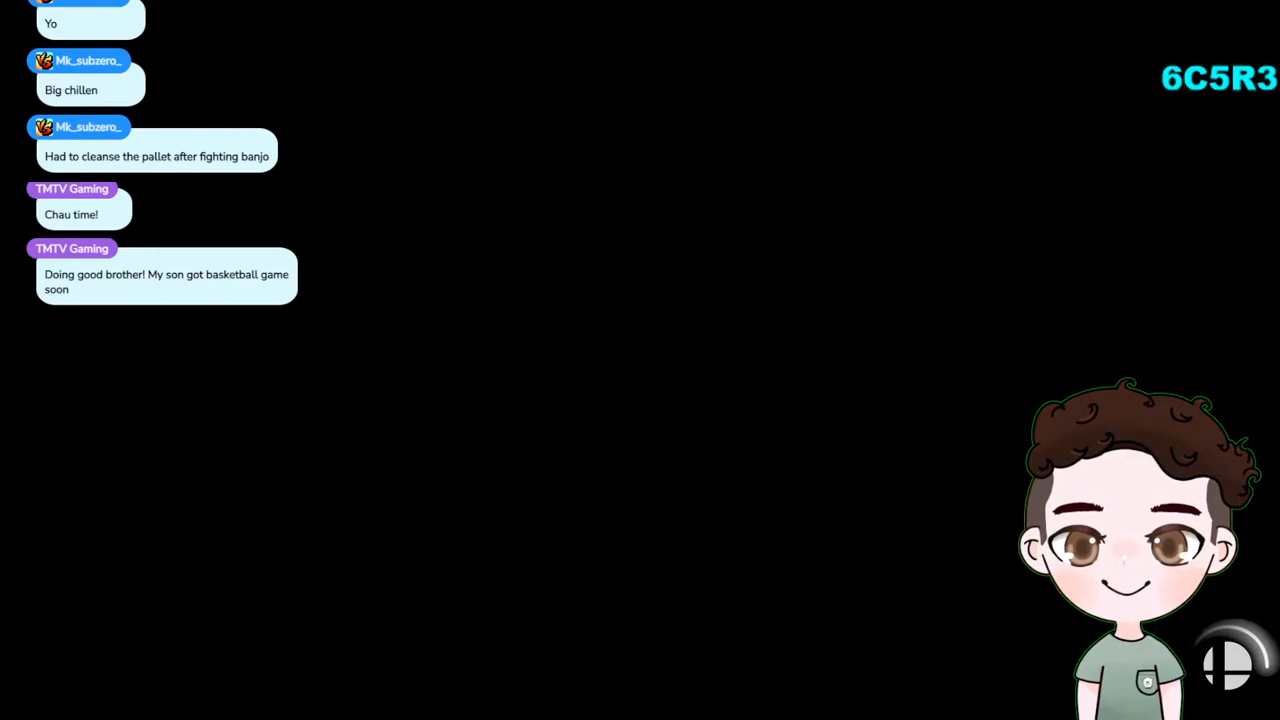 Yo
Mk_subzero_
Big chillen
Mk_subzero_
Had to cleanse the pallet after fighting banjo
TMTV Gaming
Chau time!
TMTV Gaming
Doing good brother! My son got basketball game
soon
6C5R3